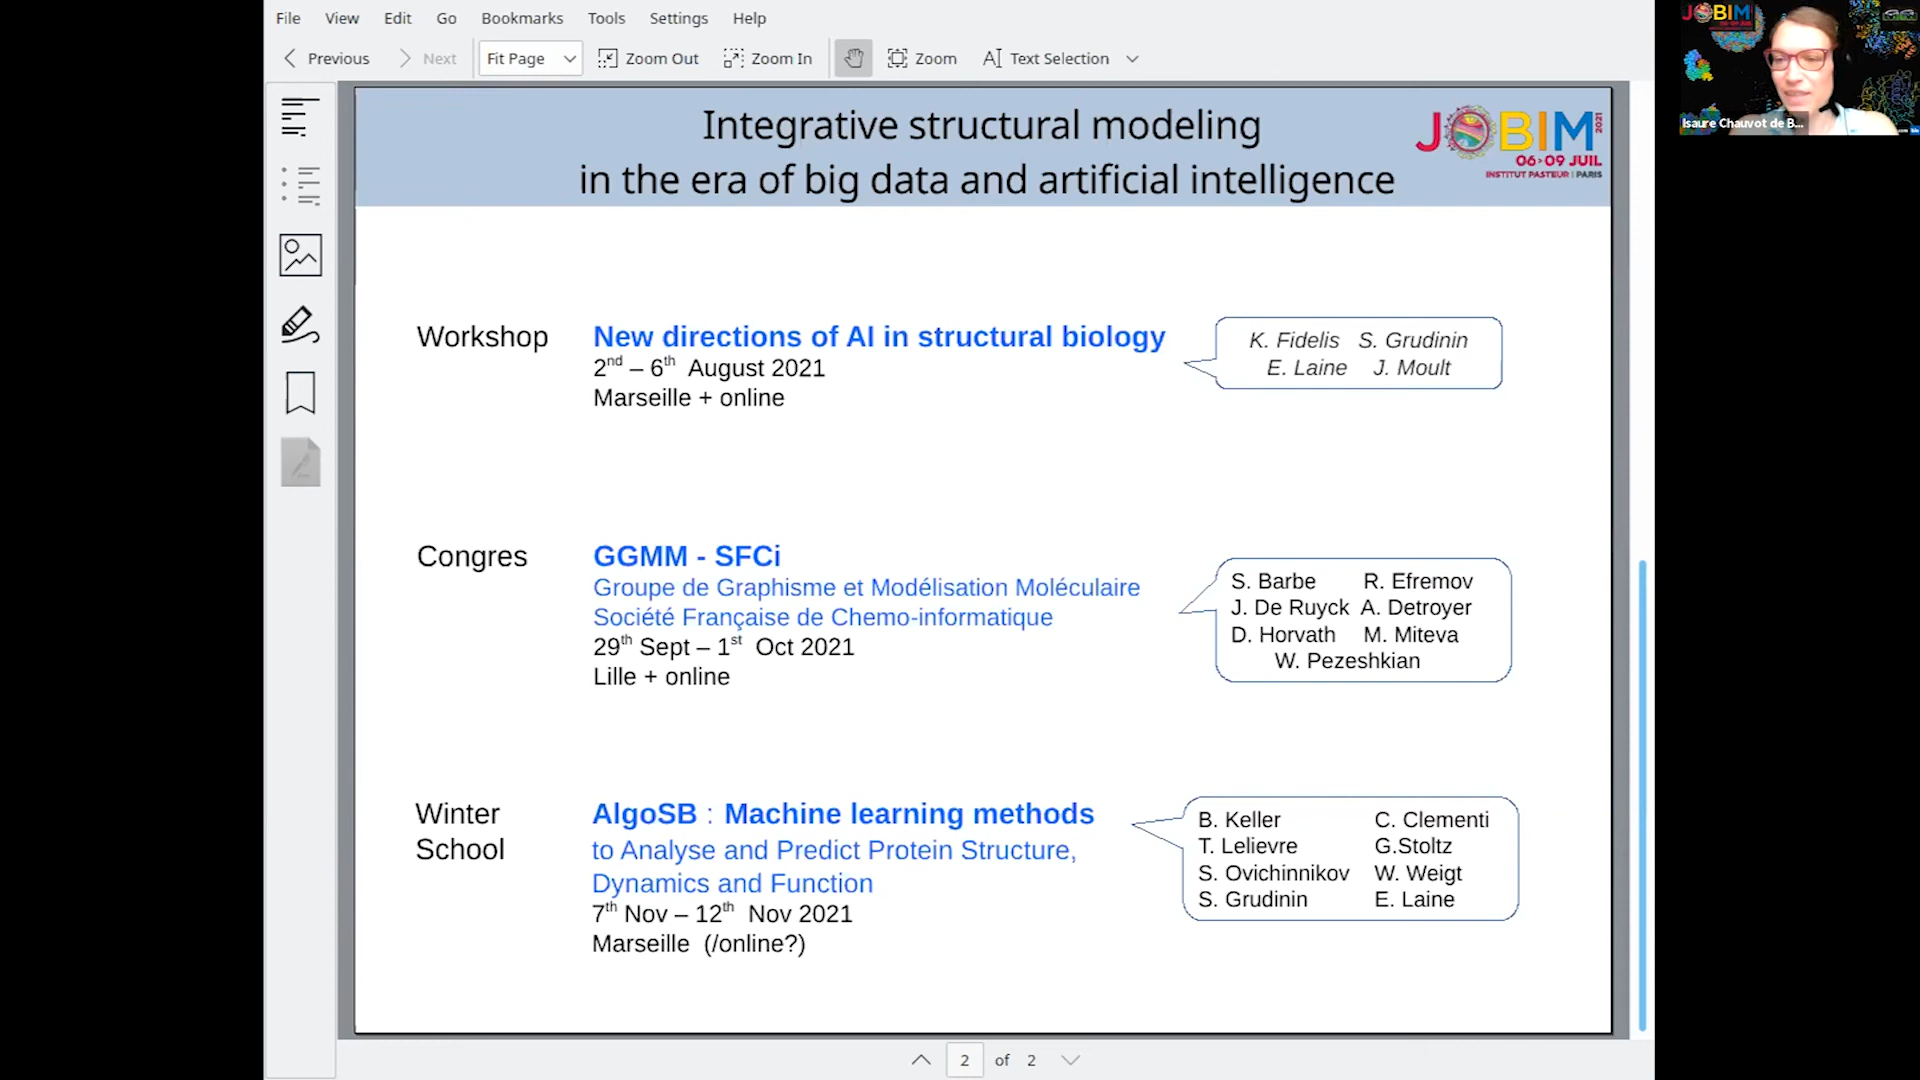 File View Edit Go Bookmarks Tools Settings Help
Previous Next Fit Page Zoom Out Zoom In Zoom Text Selection
Integrative structural modeling
in the era of big data and artificial intelligence
JOBIM 2021
06>09 JUIL
INSTITUT PASTEUR | PARIS
Workshop
New directions of AI in structural biology
2nd – 6th August 2021
Marseille + online
K. Fidelis S. Grudinin
E. Laine J. Moult
Congres
GGMM - SFCi
Groupe de Graphisme et Modélisation Moléculaire
Société Française de Chemo-informatique
29th Sept – 1st Oct 2021
Lille + online
S. Barbe R. Efremov
J. De Ruyck A. Detroyer
D. Horvath M. Miteva
W. Pezeshkian
Winter
School
AlgoSB : Machine learning methods
to Analyse and Predict Protein Structure,
Dynamics and Function
7th Nov – 12th Nov 2021
Marseille (/online?)
B. Keller C. Clementi
T. Lelievre G.Stoltz
S. Ovichinnikov W. Weigt
S. Grudinin E. Laine
2 of 2
JOBIM
Isaure Chauvot de B...